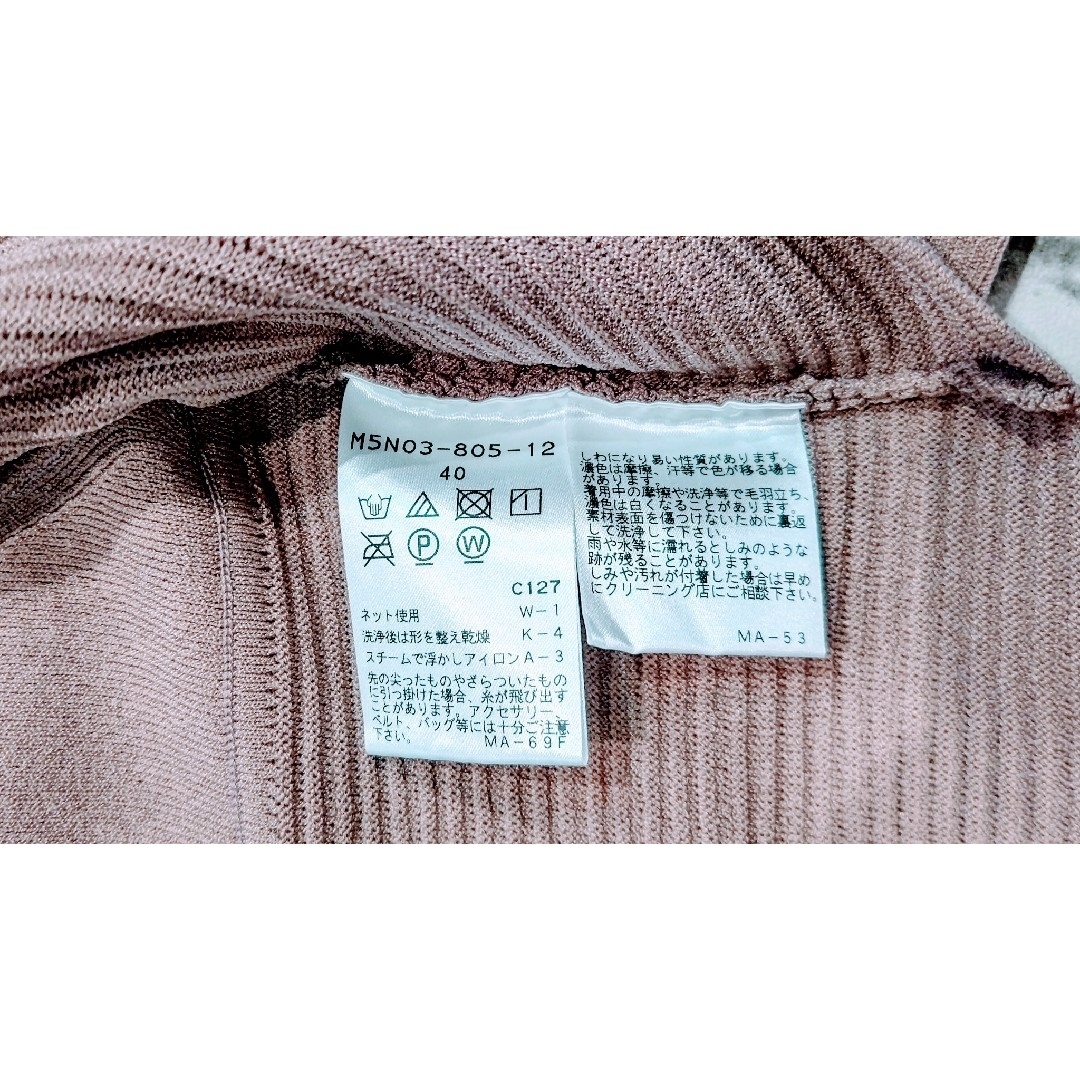 M5N03-805-12
40
P W
C127
ネット使用 W-1
洗浄後は形を整え乾燥 K-4
スチームで浮かしアイロン A-3
先の尖ったものやざらついたもの
に引っ掛けた場合、糸が飛び出す
ことがあります。アクセサリー、
ベルト、バッグ等には十分ご注意
下さい。 MA-69F
しわになり易い性質があります。
濃色は摩擦、汗等で色が移る場合
があります。
着用中の摩擦や洗浄等で毛羽立ち、
濃色は白くなることがあります。
素材表面を傷つけないために裏返
して洗浄して下さい。
雨や水等に濡れるとしみのような
跡が残ることがあります。
しみや汚れが付着した場合は早め
にクリーニング店にご相談下さい。
MA-53